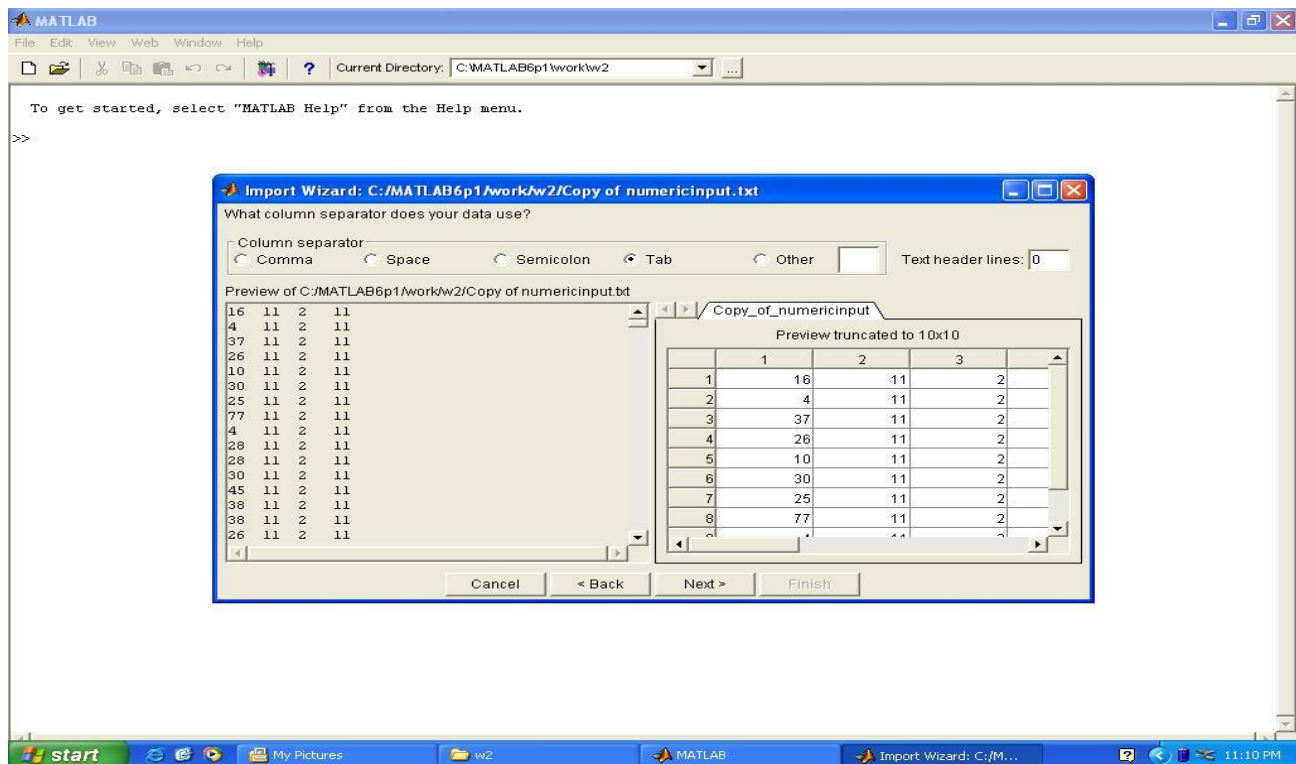 MATLAB
File Edit View Web Window Help
? Current Directory: C:\MATLAB6p1\work\w2 ...
To get started, select "MATLAB Help" from the Help menu.
>>
Import Wizard: C:/MATLAB6p1/work/w2/Copy of numericinput.txt
What column separator does your data use?
Column separator
Comma Space Semicolon Tab Other Text header lines: 0
Preview of C:/MATLAB6p1/work/w2/Copy of numericinput.txt
16 11 2 11
4 11 2 11
37 11 2 11
26 11 2 11
10 11 2 11
30 11 2 11
25 11 2 11
77 11 2 11
4 11 2 11
28 11 2 11
28 11 2 11
30 11 2 11
45 11 2 11
38 11 2 11
38 11 2 11
26 11 2 11
Copy_of_numericinput
Preview truncated to 10x10
1 2 3
1 16 11 2
2 4 11 2
3 37 11 2
4 26 11 2
5 10 11 2
6 30 11 2
7 25 11 2
8 77 11 2
Cancel < Back Next > Finish
start My Pictures w2 MATLAB Import Wizard: C:/M... ? 11:10 PM